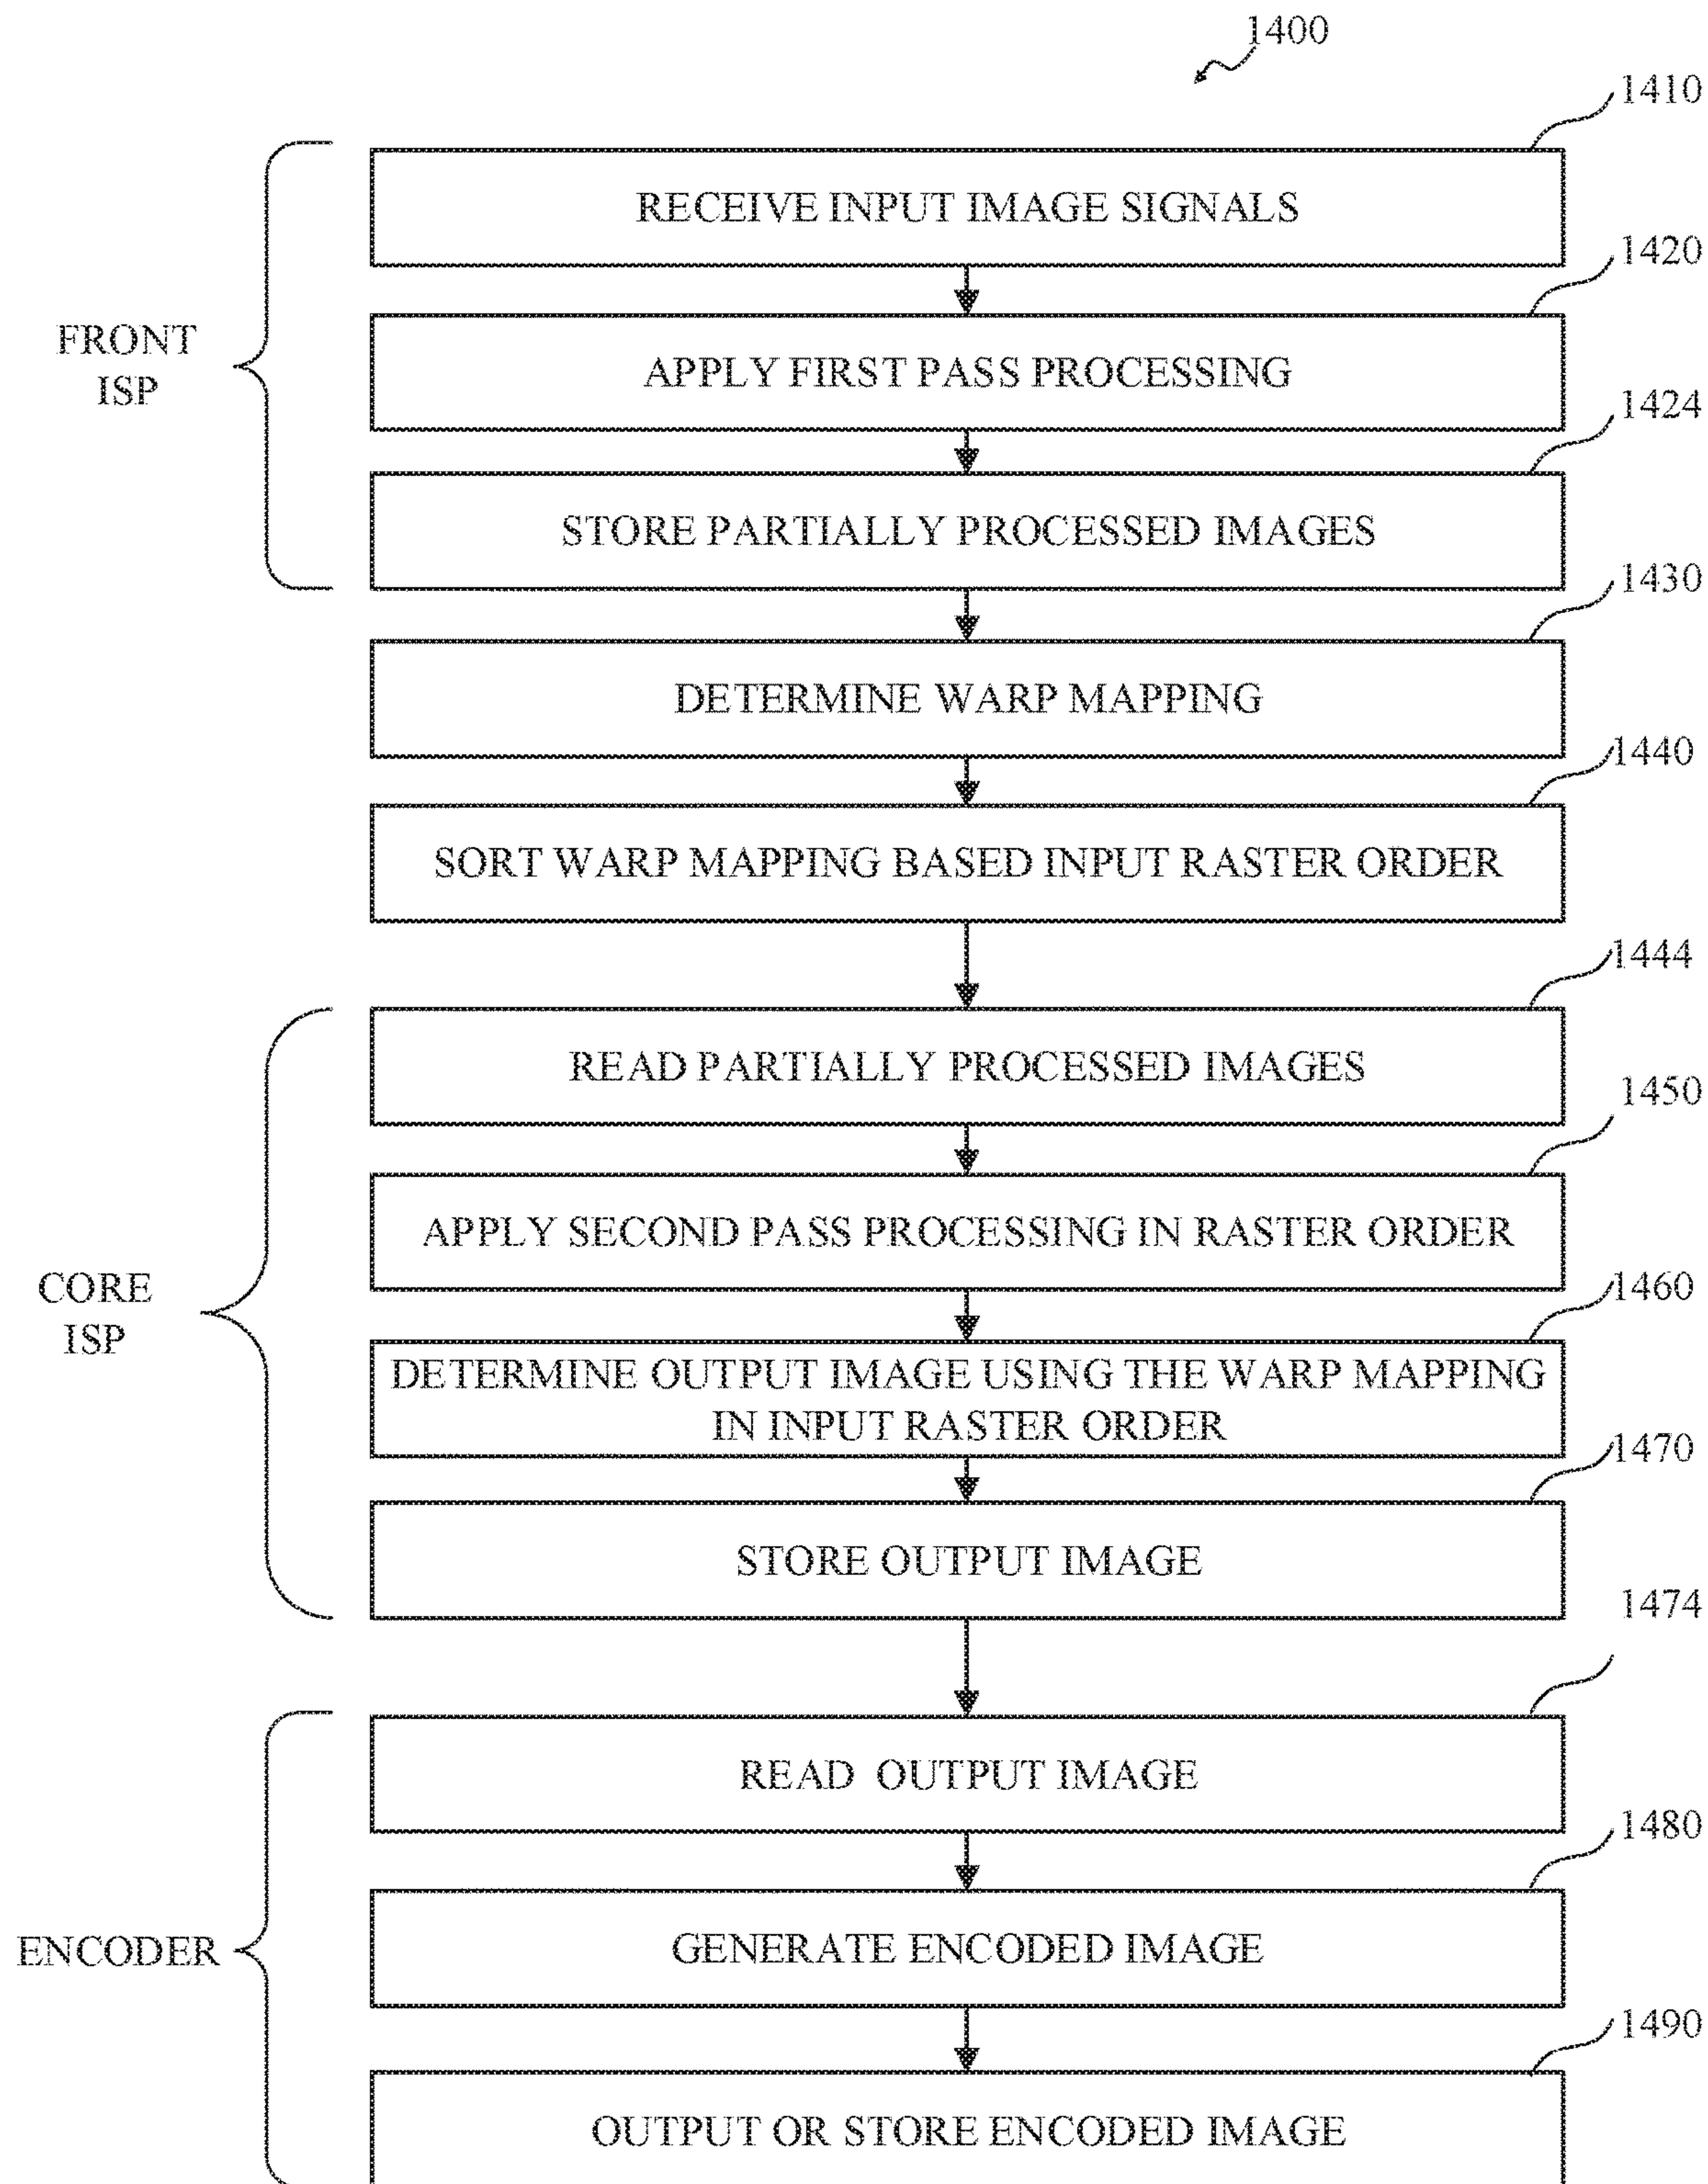 1400
1410
RECEIVE INPUT IMAGE SIGNALS
1420
FRONT
ISP
APPLY FIRST PASS PROCESSING
1424
STORE PARTIALLY PROCESSED IMAGES
1430
DETERMINE WARP MAPPING
1440
SORT WARP MAPPING BASED INPUT RASTER ORDER
1444
READ PARTIALLY PROCESSED IMAGES
1450
APPLY SECOND PASS PROCESSING IN RASTER ORDER
CORE
ISP
1460
DETERMINE OUTPUT IMAGE USING THE WARP MAPPING
IN INPUT RASTER ORDER
1470
STORE OUTPUT IMAGE
1474
READ OUTPUT IMAGE
1480
ENCODER
GENERATE ENCODED IMAGE
1490
OUTPUT OR STORE ENCODED IMAGE